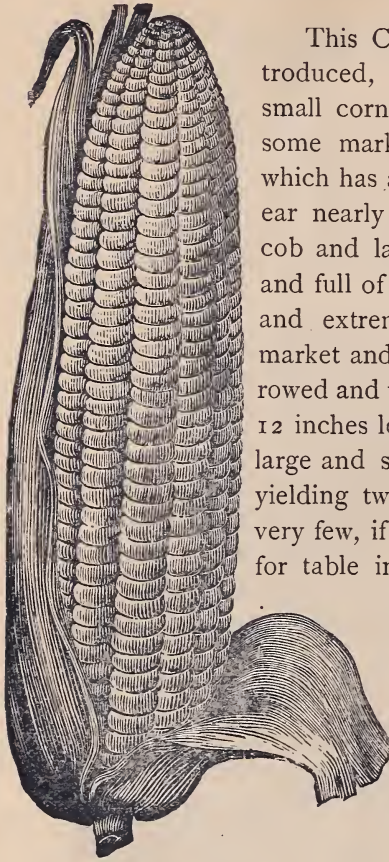 This C
troduced,
small corn
some mark
which has a
ear nearly
cob and la
and full of
and extrem
market and
rowed and
12 inches lo
large and s
yielding tw
very few, if
for table in